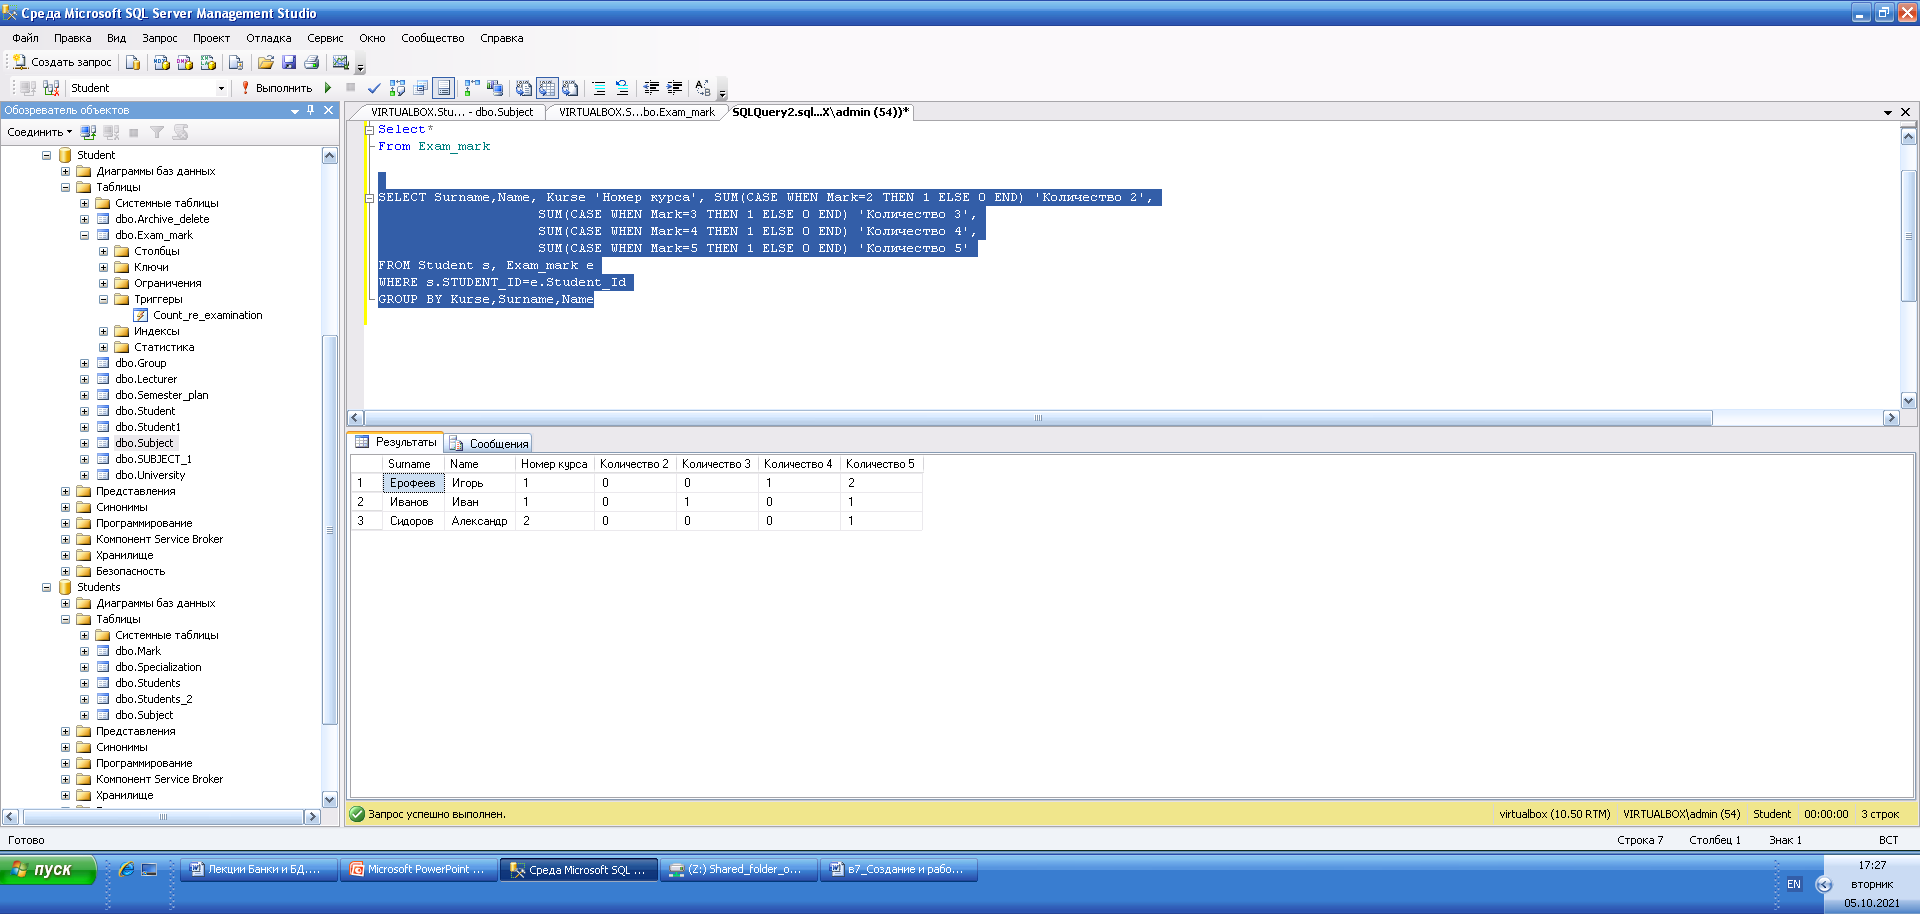 Среда Microsoft SQL Server Management Studio
Файл Правка Вид Запрос Проект Отладка Сервис Окно Сообщество Справка
Создать запрос
Student Выполнить
Обозреватель объектов
Соединить
Student
Диаграммы баз данных
Таблицы
Системные таблицы
dbo.Archive_delete
dbo.Exam_mark
Столбцы
Ключи
Ограничения
Триггеры
Count_re_examination
Индексы
Статистика
dbo.Group
dbo.Lecturer
dbo.Semester_plan
dbo.Student
dbo.Student1
dbo.Subject
dbo.SUBJECT_1
dbo.University
Представления
Синонимы
Программирование
Компонент Service Broker
Хранилище
Безопасность
Students
Диаграммы баз данных
Таблицы
Системные таблицы
dbo.Mark
dbo.Specialization
dbo.Students
dbo.Students_2
dbo.Subject
Представления
Синонимы
Программирование
Компонент Service Broker
Хранилище
VIRTUALBOX.Stu... - dbo.Subject VIRTUALBOX.S...bo.Exam_mark SQLQuery2.sql...X\admin (54))*
Select*
From Exam_mark
SELECT Surname,Name, Kurse 'Номер курса', SUM(CASE WHEN Mark=2 THEN 1 ELSE 0 END) 'Количество 2',
SUM(CASE WHEN Mark=3 THEN 1 ELSE 0 END) 'Количество 3',
SUM(CASE WHEN Mark=4 THEN 1 ELSE 0 END) 'Количество 4',
SUM(CASE WHEN Mark=5 THEN 1 ELSE 0 END) 'Количество 5'
FROM Student s, Exam_mark e
WHERE s.STUDENT_ID=e.Student_Id
GROUP BY Kurse,Surname,Name
Результаты Сообщения
Surname Name Номер курса Количество 2 Количество 3 Количество 4 Количество 5
1 Ерофеев Игорь 1 0 0 1 2
2 Иванов Иван 1 0 1 0 1
3 Сидоров Александр 2 0 0 0 1
Запрос успешно выполнен. virtualbox (10.50 RTM) VIRTUALBOX\admin (54) Student 00:00:00 3 строк
Готово Строка 7 Столбец 1 Знак 1 ВСТ
пуск Лекции Банки и БД.... Microsoft PowerPoint ... Среда Microsoft SQL ... (Z:) Shared_folder_o... в7_Создание и рабо...
EN
17:27
вторник
05.10.2021